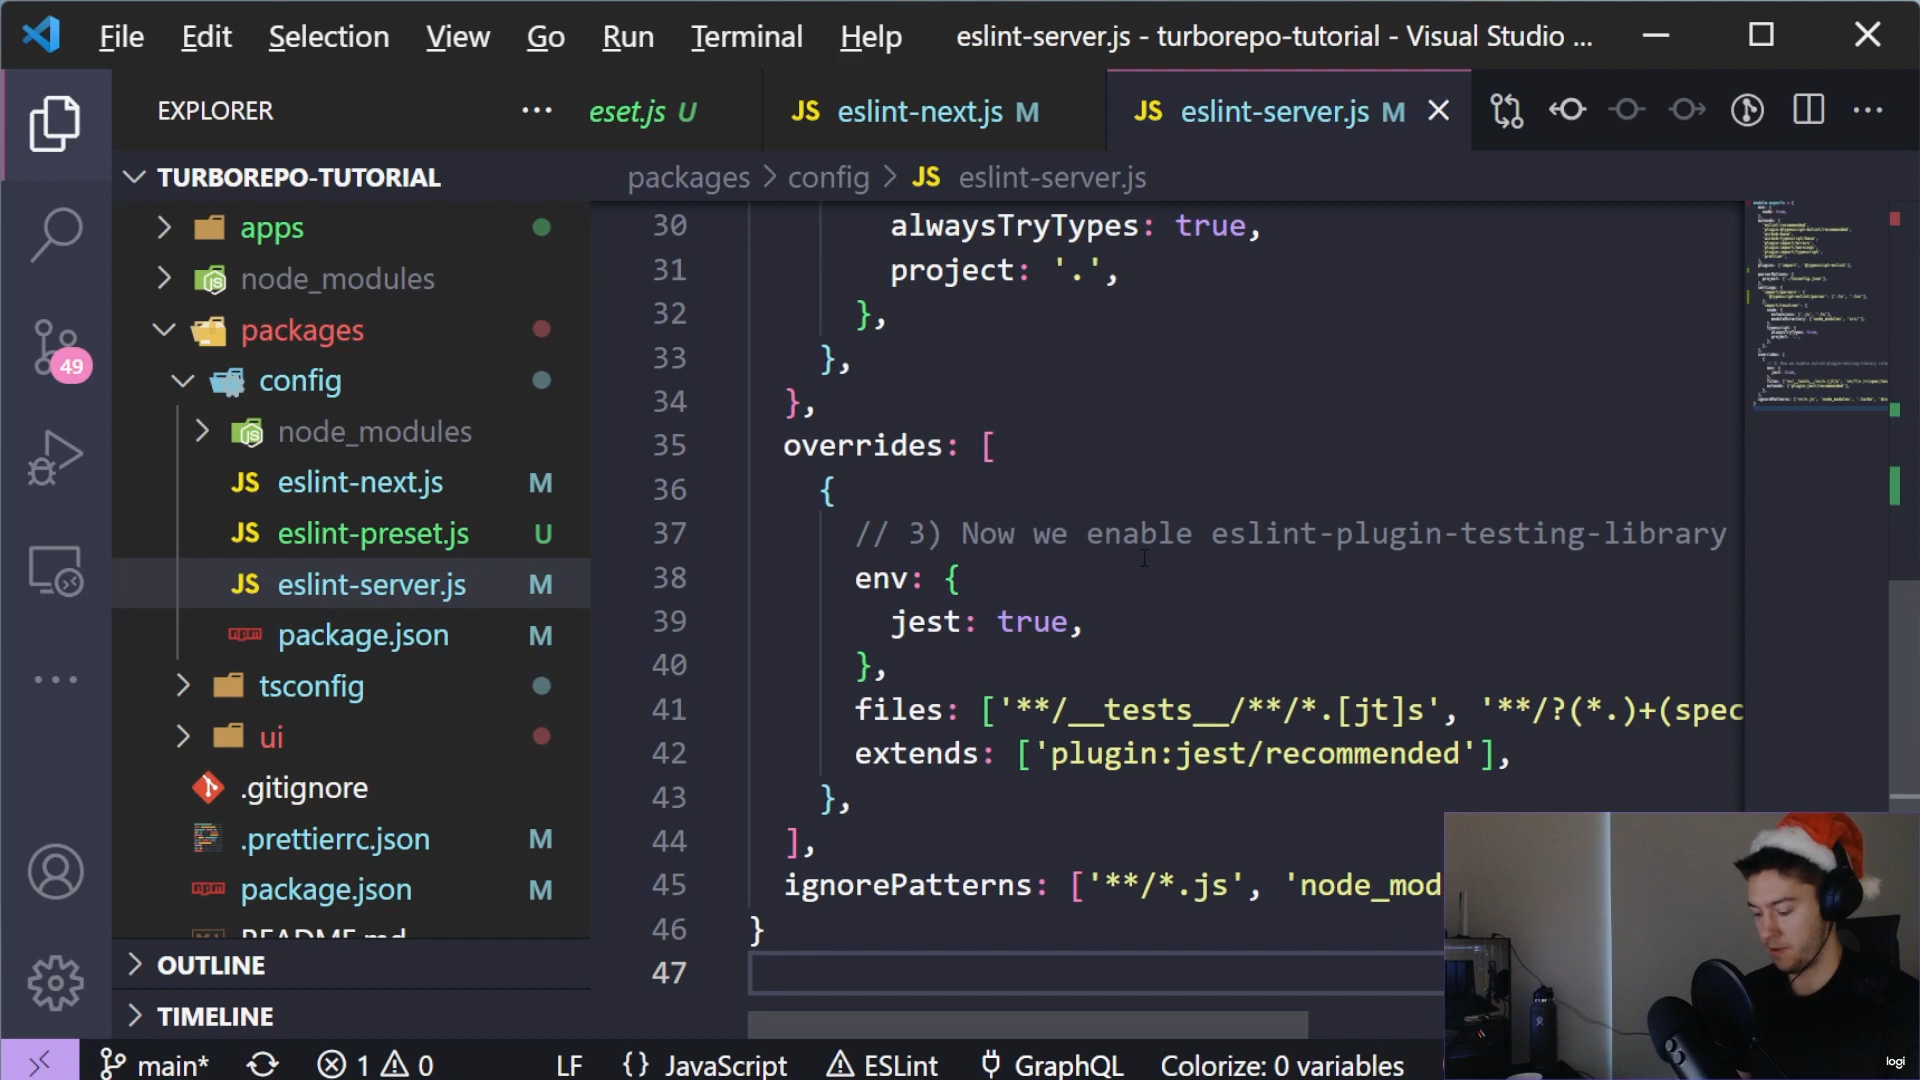 File Edit Selection View Go Run Terminal Help eslint-server.js - turborepo-tutorial - Visual Studio ...
EXPLORER ...
eset.js U
JS eslint-next.js M
JS eslint-server.js M
TURBOREPO-TUTORIAL
packages > config > JS eslint-server.js
apps
node_modules
packages
config
node_modules
JS eslint-next.js M
JS eslint-preset.js U
JS eslint-server.js M
package.json M
tsconfig
ui
.gitignore
.prettierrc.json M
package.json M
README.md
OUTLINE
TIMELINE
49
30 alwaysTryTypes: true,
31 project: '.',
32 },
33 },
34 },
35 overrides: [
36 {
37 // 3) Now we enable eslint-plugin-testing-library
38 env: {
39 jest: true,
40 },
41 files: ['**/__tests__/**/*.[jt]s', '**/?(*.)+(spec
42 extends: ['plugin:jest/recommended'],
43 },
44 ],
45 ignorePatterns: ['**/*.js', 'node_mod
46 }
47
main* 1 0 LF {} JavaScript ESLint GraphQL Colorize: 0 variables
logi